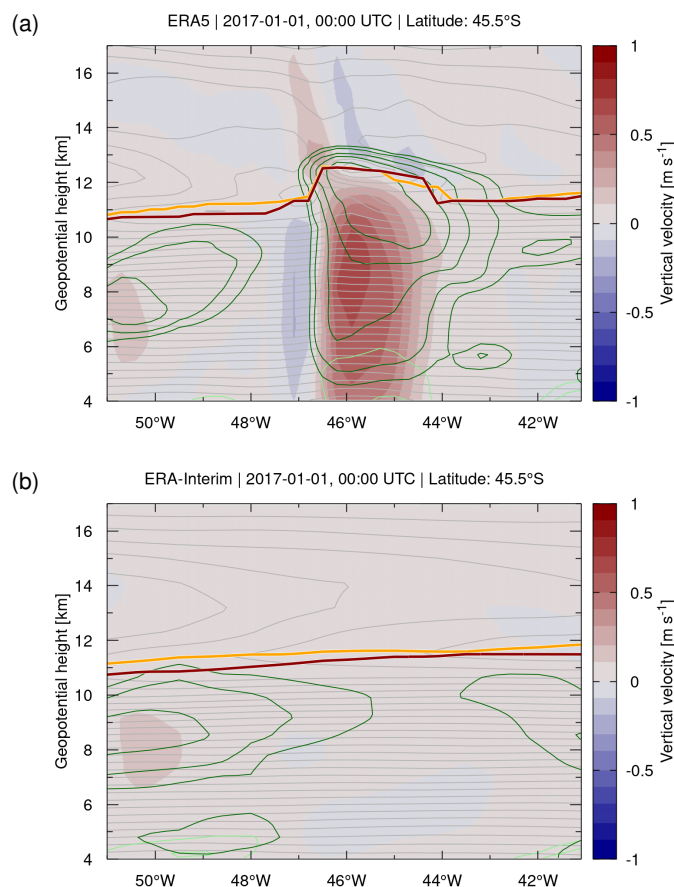 (a)
ERA5 | 2017-01-01, 00:00 UTC | Latitude: 45.5°S
Geopotential height [km]
16
14
12
10
8
6
4
50°W 48°W 46°W 44°W 42°W
1
0.5
0
-0.5
-1
Vertical velocity [m s⁻¹]
(b)
ERA-Interim | 2017-01-01, 00:00 UTC | Latitude: 45.5°S
Geopotential height [km]
16
14
12
10
8
6
4
50°W 48°W 46°W 44°W 42°W
1
0.5
0
-0.5
-1
Vertical velocity [m s⁻¹]